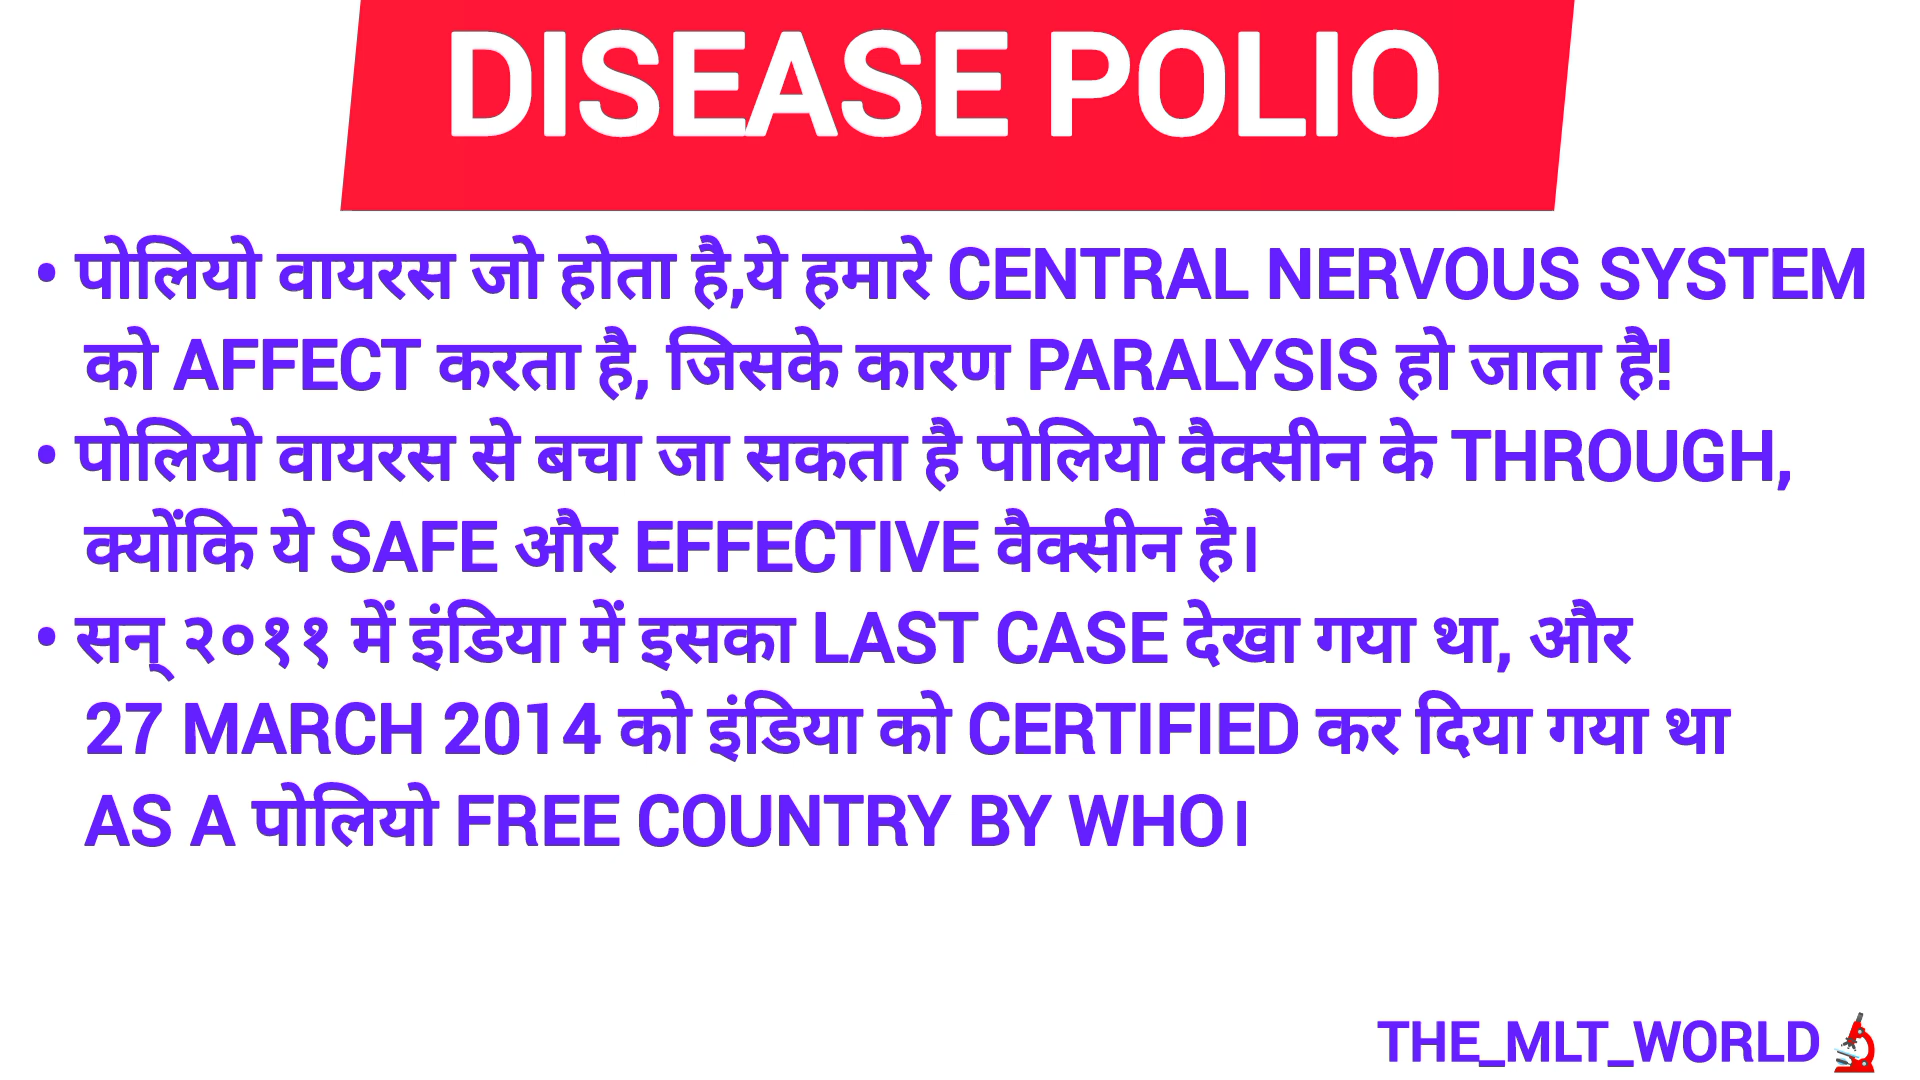 DISEASE POLIO
• पोलियो वायरस जो होता है,ये हमारे CENTRAL NERVOUS SYSTEM
को AFFECT करता है, जिसके कारण PARALYSIS हो जाता है!
• पोलियो वायरस से बचा जा सकता है पोलियो वैक्सीन के THROUGH,
क्योंकि ये SAFE और EFFECTIVE वैक्सीन है।
• सन् २०११ में इंडिया में इसका LAST CASE देखा गया था, और
27 MARCH 2014 को इंडिया को CERTIFIED कर दिया गया था
AS A पोलियो FREE COUNTRY BY WHO।
THE_MLT_WORLD🔬